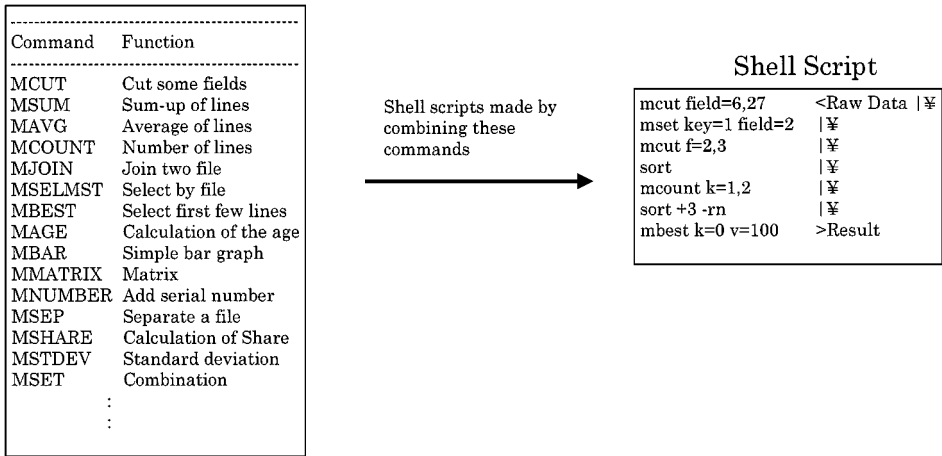 Command Function
MCUT Cut some fields
MSUM Sum-up of lines
MAVG Average of lines
MCOUNT Number of lines
MJOIN Join two file
MSELMST Select by file
MBEST Select first few lines
MAGE Calculation of the age
MBAR Simple bar graph
MMATRIX Matrix
MNUMBER Add serial number
MSEP Separate a file
MSHARE Calculation of Share
MSTDEV Standard deviation
MSET Combination
:
:
Shell scripts made by
combining these
commands
Shell Script
mcut field=6,27 <Raw Data |¥
mset key=1 field=2 |¥
mcut f=2,3 |¥
sort |¥
mcount k=1,2 |¥
sort +3 -rn |¥
mbest k=0 v=100 >Result